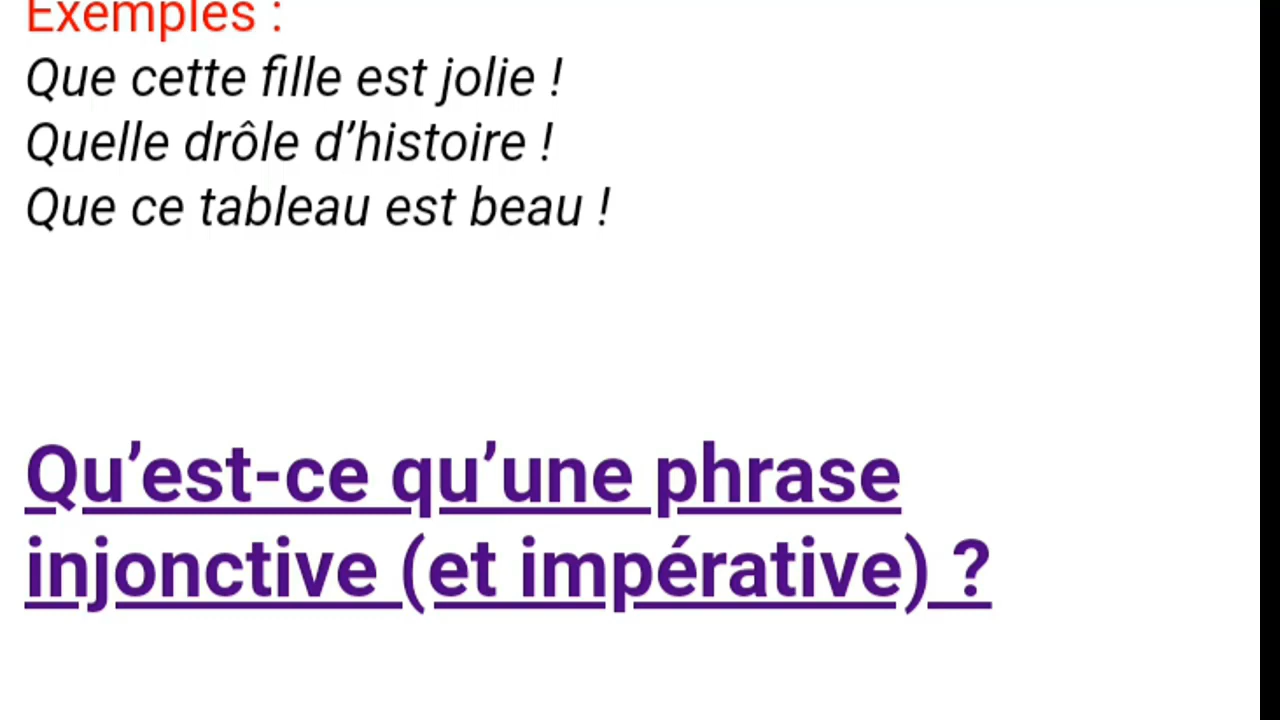 Exemples :
Que cette fille est jolie !
Quelle drôle d’histoire !
Que ce tableau est beau !
Qu’est-ce qu’une phrase
injonctive (et impérative) ?